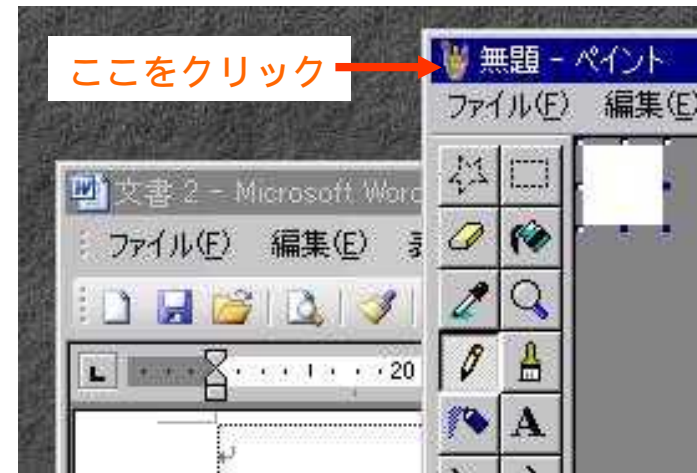 ここをクリック
無題 - ペイント
ファイル(F) 編集(E)
文書 2 - Microsoft Word
ファイル(F) 編集(E) 表
L 20
A